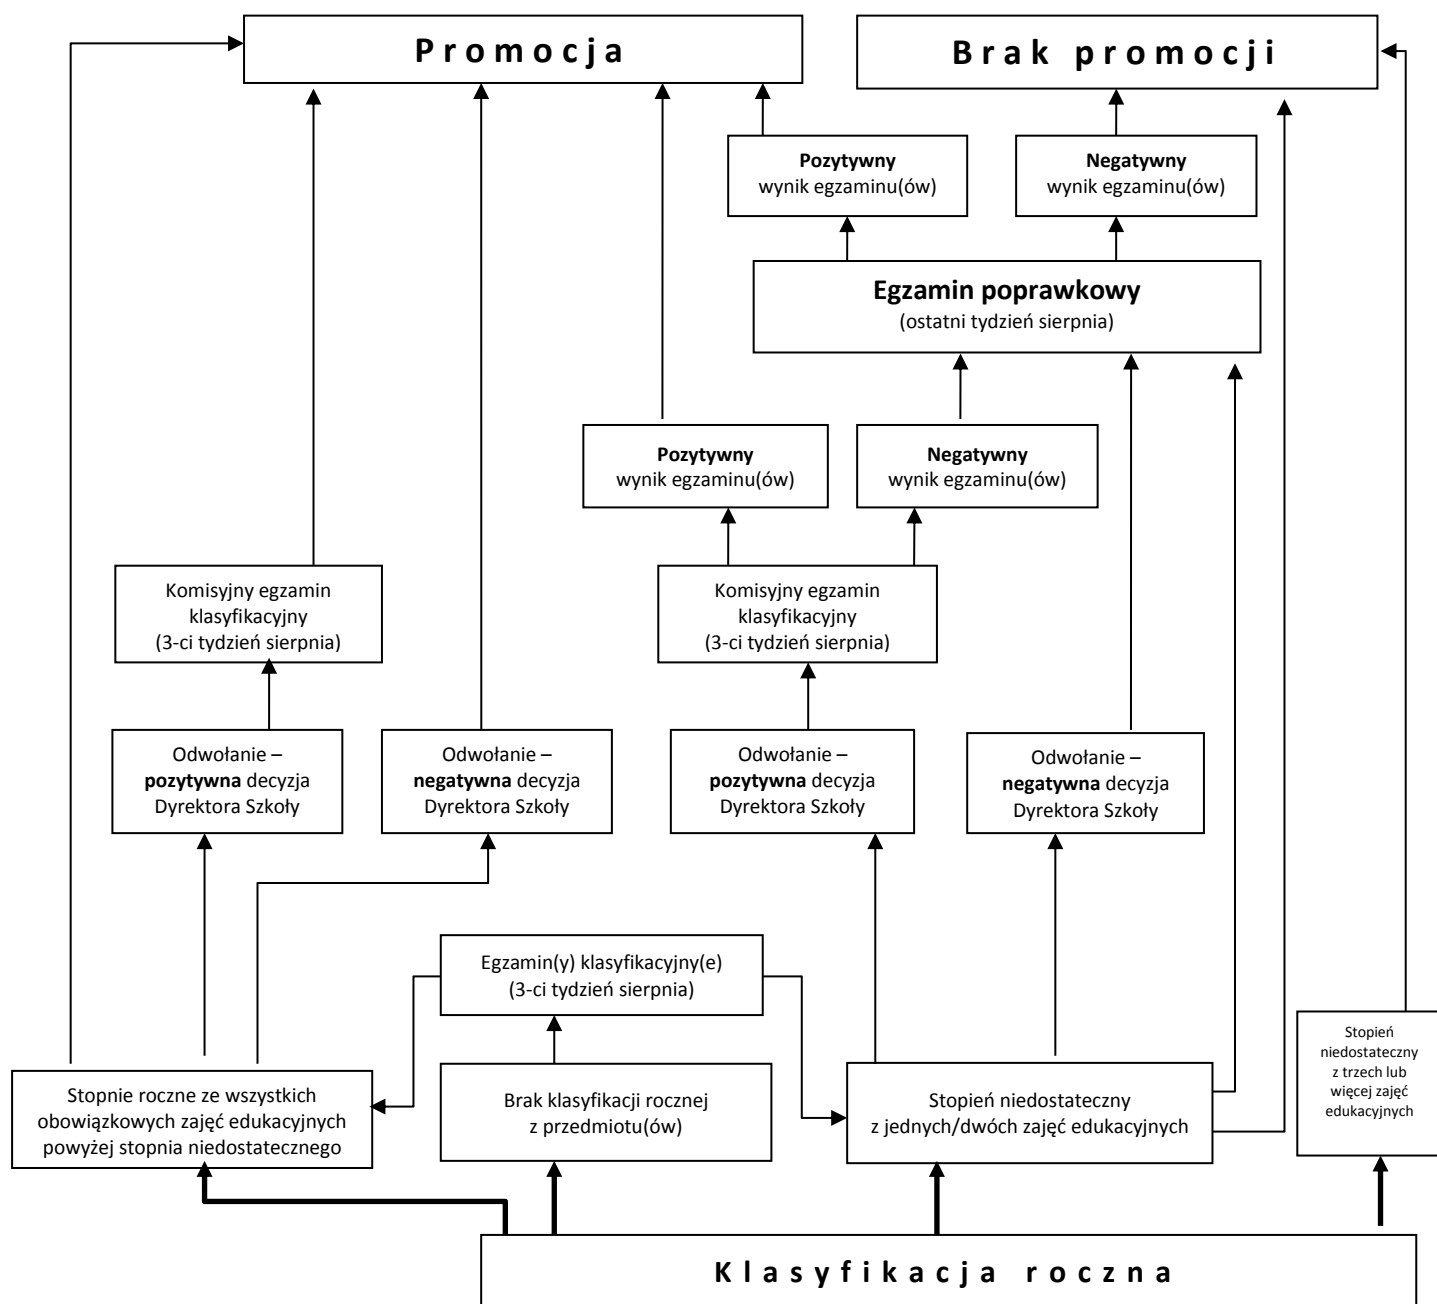 Promocja
Brak promocji
Pozytywny
wynik egzaminu(ów)
Negatywny
wynik egzaminu(ów)
Egzamin poprawkowy
(ostatni tydzień sierpnia)
Pozytywny
wynik egzaminu(ów)
Negatywny
wynik egzaminu(ów)
Komisyjny egzamin
klasyfikacyjny
(3-ci tydzień sierpnia)
Komisyjny egzamin
klasyfikacyjny
(3-ci tydzień sierpnia)
Odwołanie –
pozytywna decyzja
Dyrektora Szkoły
Odwołanie –
negatywna decyzja
Dyrektora Szkoły
Odwołanie –
pozytywna decyzja
Dyrektora Szkoły
Odwołanie –
negatywna decyzja
Dyrektora Szkoły
Egzamin(y) klasyfikacyjny(e)
(3-ci tydzień sierpnia)
Stopnie roczne ze wszystkich
obowiązkowych zajęć edukacyjnych
powyżej stopnia niedostatecznego
Brak klasyfikacji rocznej
z przedmiotu(ów)
Stopień niedostateczny
z jednych/dwóch zajęć edukacyjnych
Stopień
niedostateczny
z trzech lub
więcej zajęć
edukacyjnych
Klasyfikacja roczna